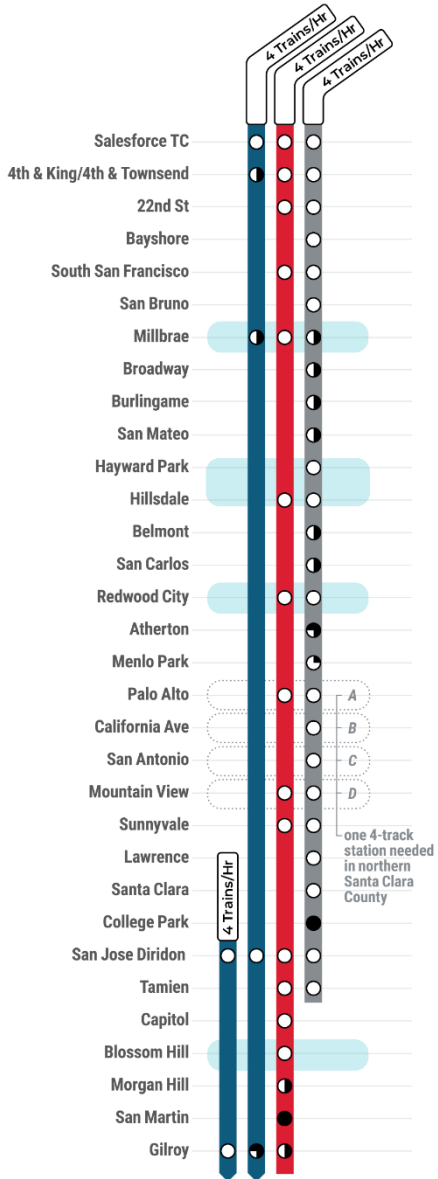 4 Trains/Hr
4 Trains/Hr
4 Trains/Hr
Salesforce TC
4th & King/4th & Townsend
22nd St
Bayshore
South San Francisco
San Bruno
Millbrae
Broadway
Burlingame
San Mateo
Hayward Park
Hillsdale
Belmont
San Carlos
Redwood City
Atherton
Menlo Park
Palo Alto
A
California Ave
B
San Antonio
C
Mountain View
D
Sunnyvale
one 4-track
station needed
in northern
Santa Clara
County
Lawrence
Santa Clara
College Park
4 Trains/Hr
San Jose Diridon
Tamien
Capitol
Blossom Hill
Morgan Hill
San Martin
Gilroy